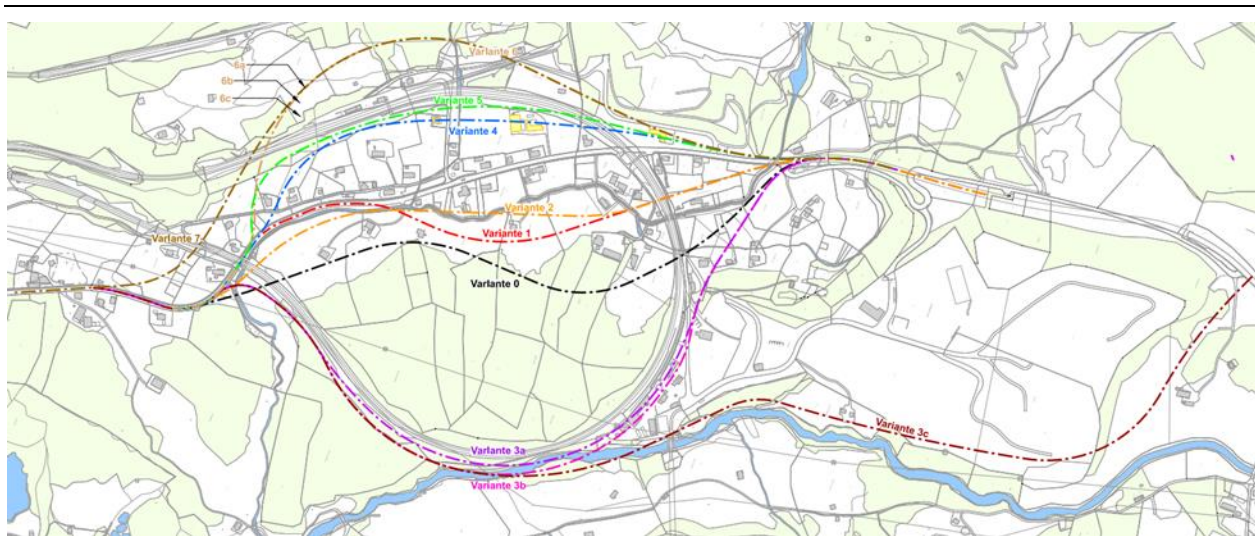 6a
Variante 6
6b
6c
Variante 5
Variante 4
Variante 2
Variante 7
Variante 1
Variante 0
Variante 3c
Variante 3a
Variante 3b